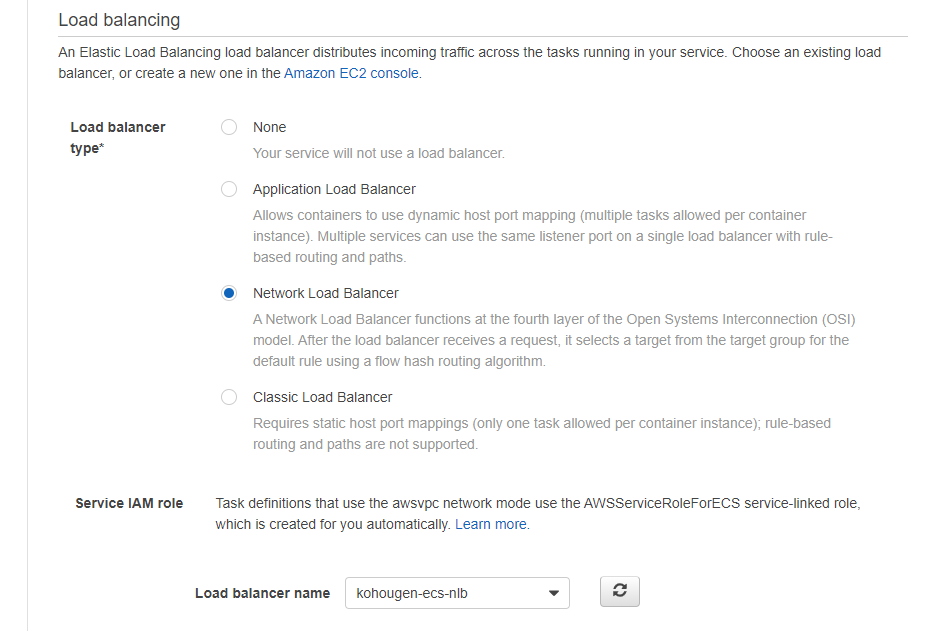 Load balancing
An Elastic Load Balancing load balancer distributes incoming traffic across the tasks running in your service. Choose an existing load
balancer, or create a new one in the Amazon EC2 console.
Load balancer
type*
None
Your service will not use a load balancer.
Application Load Balancer
Allows containers to use dynamic host port mapping (multiple tasks allowed per container
instance). Multiple services can use the same listener port on a single load balancer with rule-
based routing and paths.
Network Load Balancer
A Network Load Balancer functions at the fourth layer of the Open Systems Interconnection (OSI)
model. After the load balancer receives a request, it selects a target from the target group for the
default rule using a flow hash routing algorithm.
Classic Load Balancer
Requires static host port mappings (only one task allowed per container instance); rule-based
routing and paths are not supported.
Service IAM role
Task definitions that use the awsvpc network mode use the AWSServiceRoleForECS service-linked role,
which is created for you automatically. Learn more.
Load balancer name
kohougen-ecs-nlb